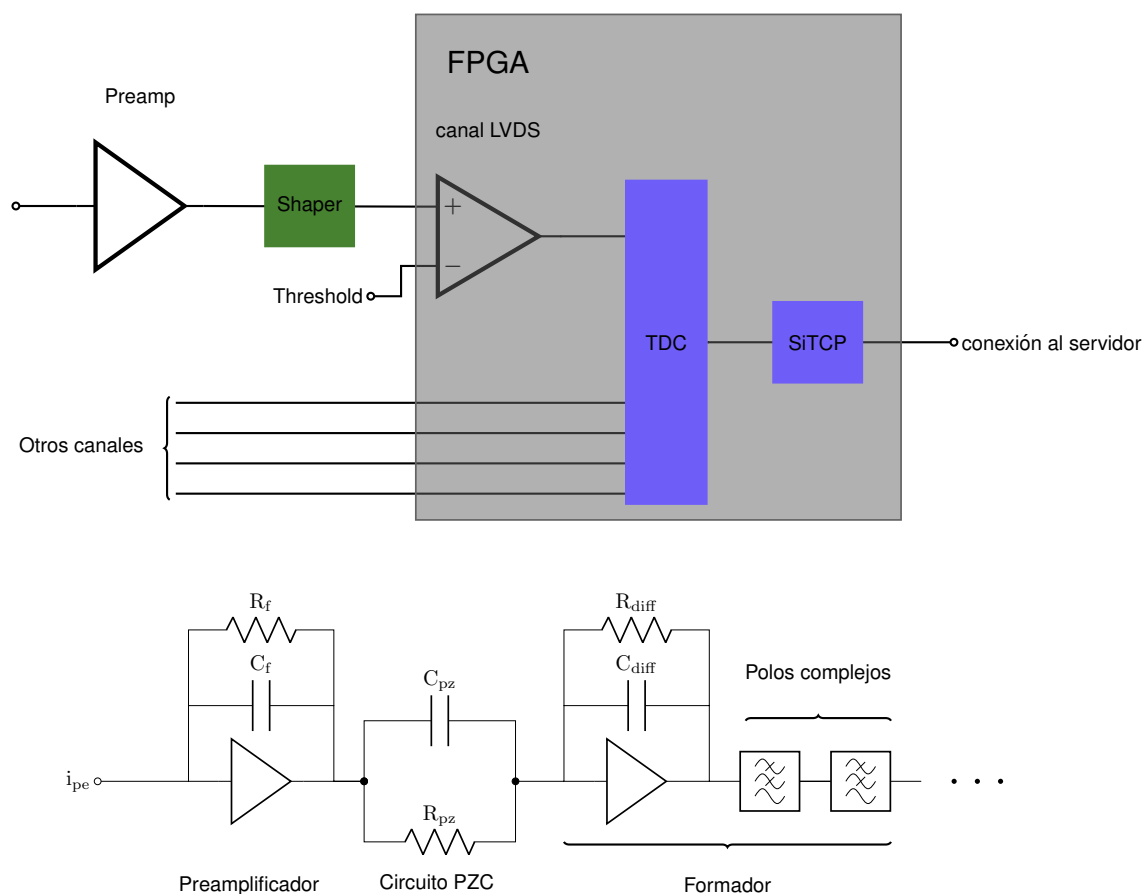 FPGA
Preamp
canal LVDS
Shaper
+
−
Threshold
TDC
SiTCP
conexión al servidor
Otros canales
R_f
R_diff
C_f
C_pz
C_diff
Polos complejos
i_pe
R_pz
Preamplificador
Circuito PZC
Formador